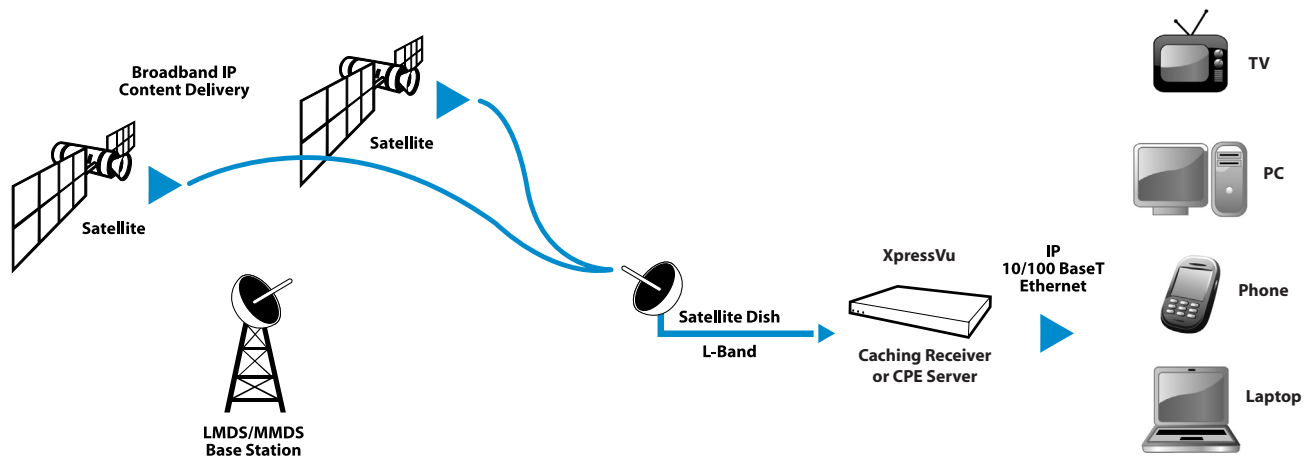 Broadband IP
Content Delivery
Satellite
Satellite
LMDS/MMDS
Base Station
Satellite Dish
L-Band
XpressVu
Caching Receiver
or CPE Server
IP
10/100 BaseT
Ethernet
TV
PC
Phone
Laptop